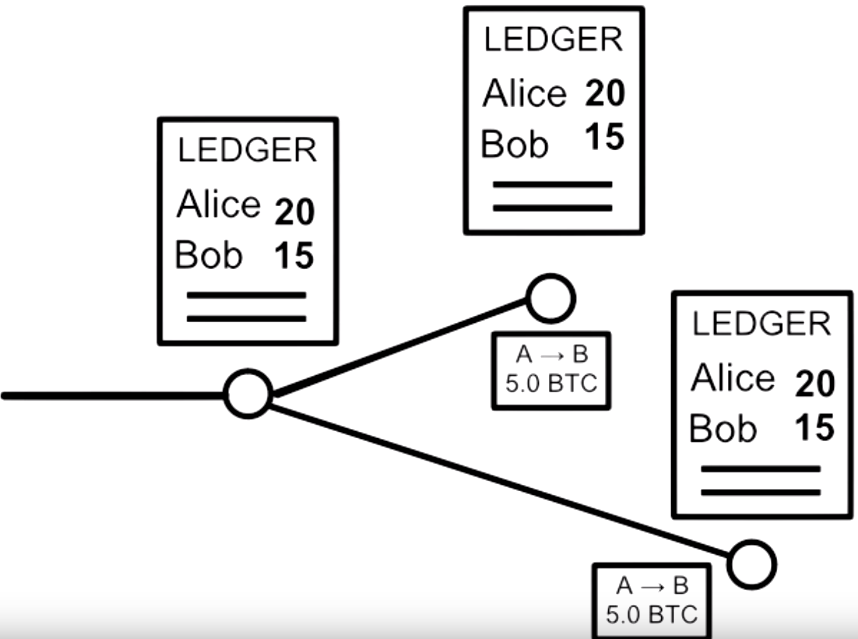 LEDGER
Alice 20
Bob 15
LEDGER
Alice 20
Bob 15
A → B
5.0 BTC
LEDGER
Alice 20
Bob 15
A → B
5.0 BTC